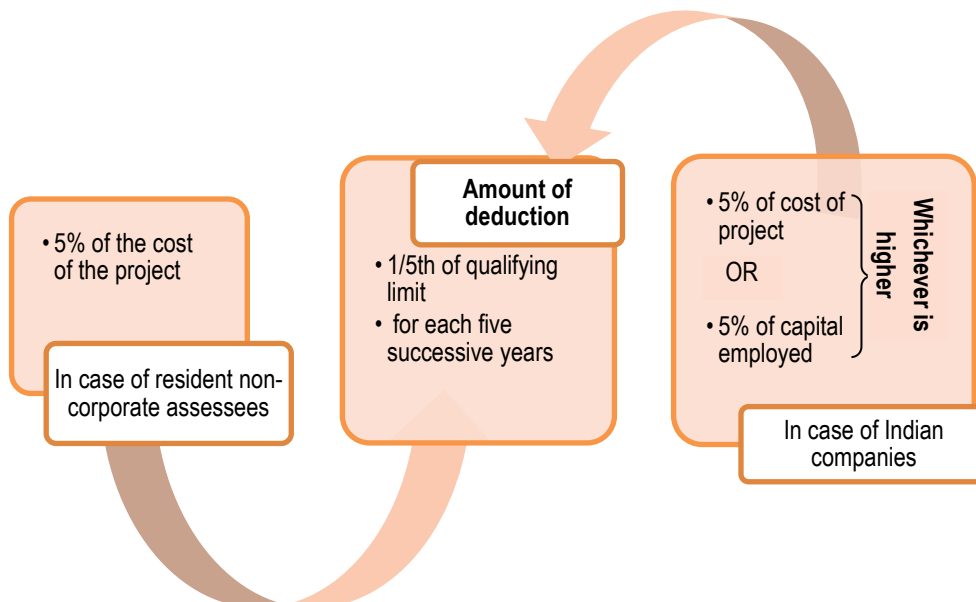 • 5% of the cost
of the project
In case of resident non-
corporate assessees
Amount of
deduction
• 1/5th of qualifying
limit
• for each five
successive years
• 5% of cost of
project
OR
• 5% of capital
employed
Whichever is
higher
In case of Indian
companies